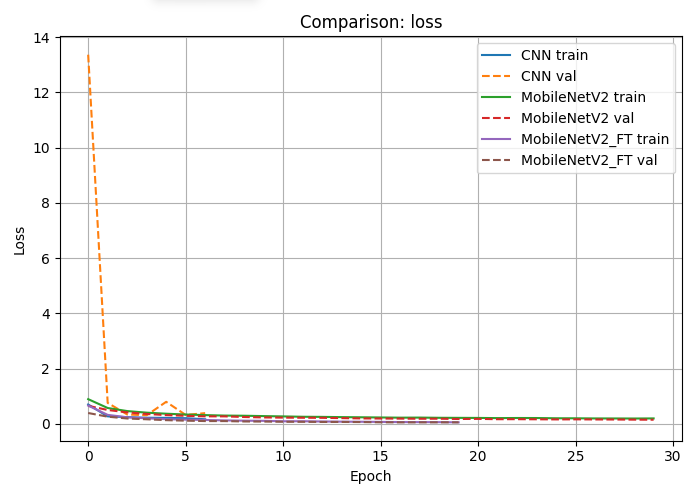 Comparison: loss
14
12
10
8
6
4
2
0
Loss
CNN train
CNN val
MobileNetV2 train
MobileNetV2 val
MobileNetV2_FT train
MobileNetV2_FT val
0 5 10 15 20 25 30
Epoch